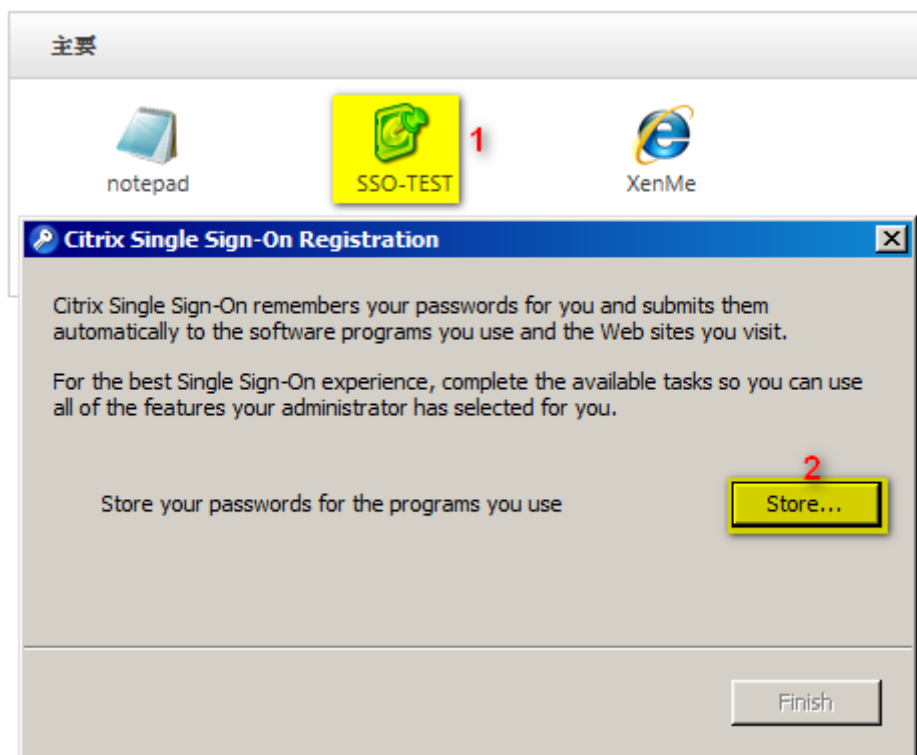 主要
1
notepad
SSO-TEST
XenMe
Citrix Single Sign-On Registration
Citrix Single Sign-On remembers your passwords for you and submits them
automatically to the software programs you use and the Web sites you visit.
For the best Single Sign-On experience, complete the available tasks so you can use
all of the features your administrator has selected for you.
2
Store your passwords for the programs you use
Store...
Finish